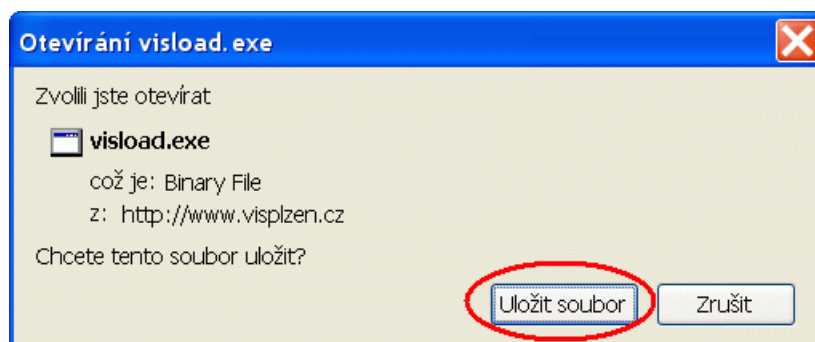 Otevírání visload.exe
Zvolili jste otevírat
visload.exe
což je: Binary File
z: http://www.visplzen.cz
Chcete tento soubor uložit?
Uložit soubor Zrušit